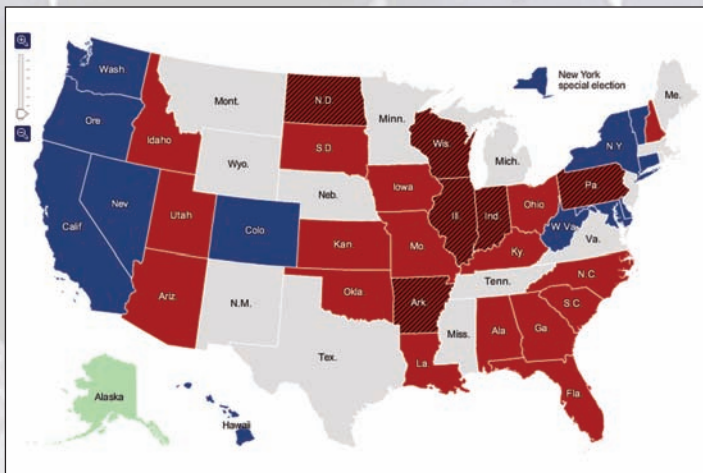 Wash.
Mont.
N.D.
Minn.
New York
special election
Me.
Ore
Idaho
S.D.
Wis.
Mich.
N.Y
Wyo.
Iowa
Pa.
Nev
Neb.
Ill.
Ind
Ohio
Utah
Colo
W.Va.
Va.
Calif
Kan.
Mo.
Ky.
N.C.
Ariz.
N.M.
Okla.
Ark
Tenn.
S.C.
Miss.
Ala
Ga
Tex.
La.
Fla.
Alaska
Hawaii